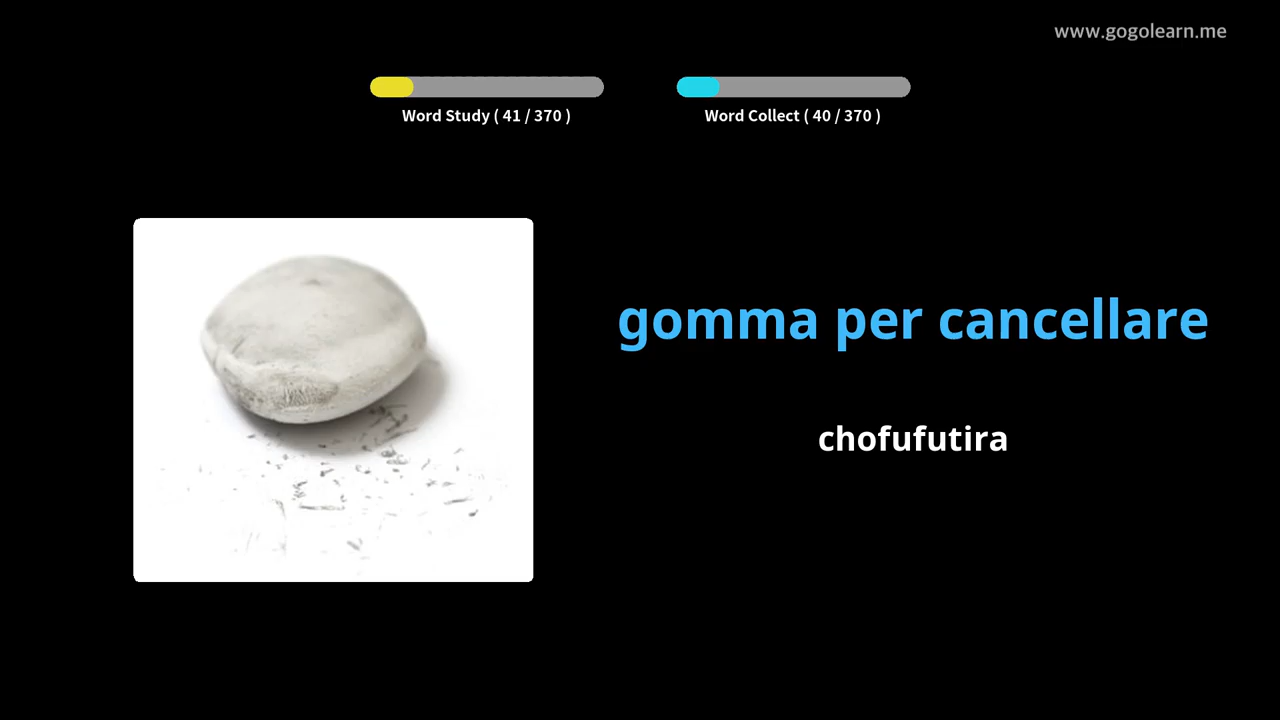 www.gogolearn.me
Word Study ( 41 / 370 )
Word Collect ( 40 / 370 )
gomma per cancellare
chofufutira